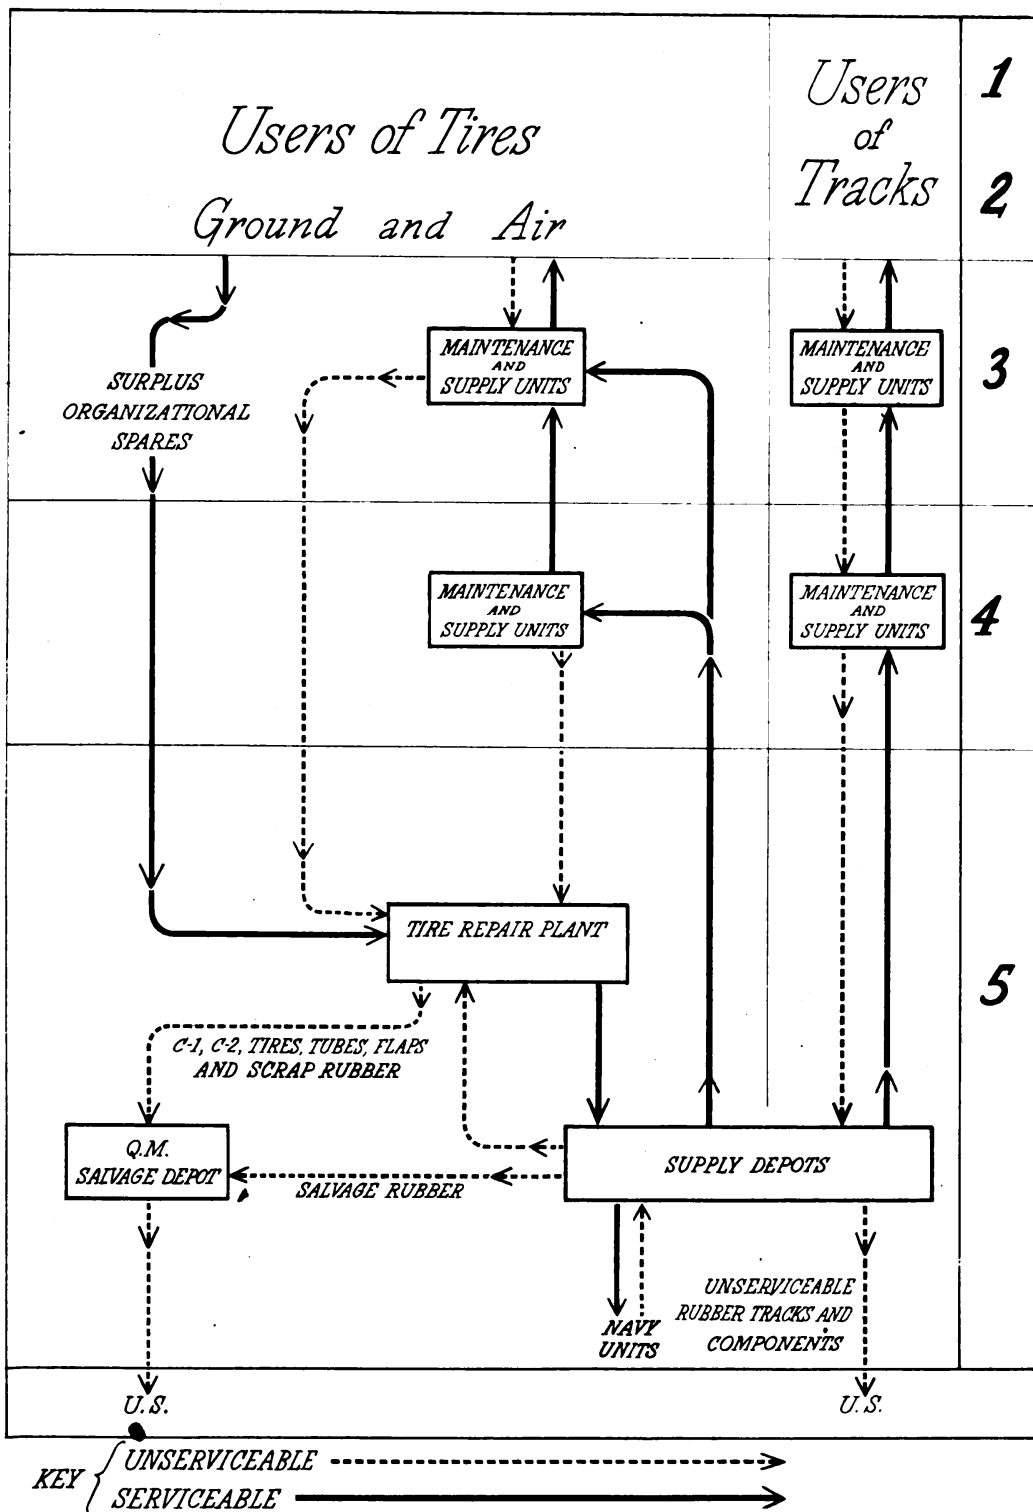 Users of Tires
Ground and Air
Users
of
Tracks
1
2
SURPLUS
ORGANIZATIONAL
SPARES
MAINTENANCE
AND
SUPPLY UNITS
MAINTENANCE
AND
SUPPLY UNITS
3
MAINTENANCE
AND
SUPPLY UNITS
MAINTENANCE
AND
SUPPLY UNITS
4
TIRE REPAIR PLANT
5
C-1, C-2, TIRES, TUBES, FLAPS
AND SCRAP RUBBER
Q.M.
SALVAGE DEPOT
SALVAGE RUBBER
SUPPLY DEPOTS
NAVY
UNITS
UNSERVICEABLE
RUBBER TRACKS AND
COMPONENTS
U.S.
U.S.
KEY
UNSERVICEABLE
SERVICEABLE